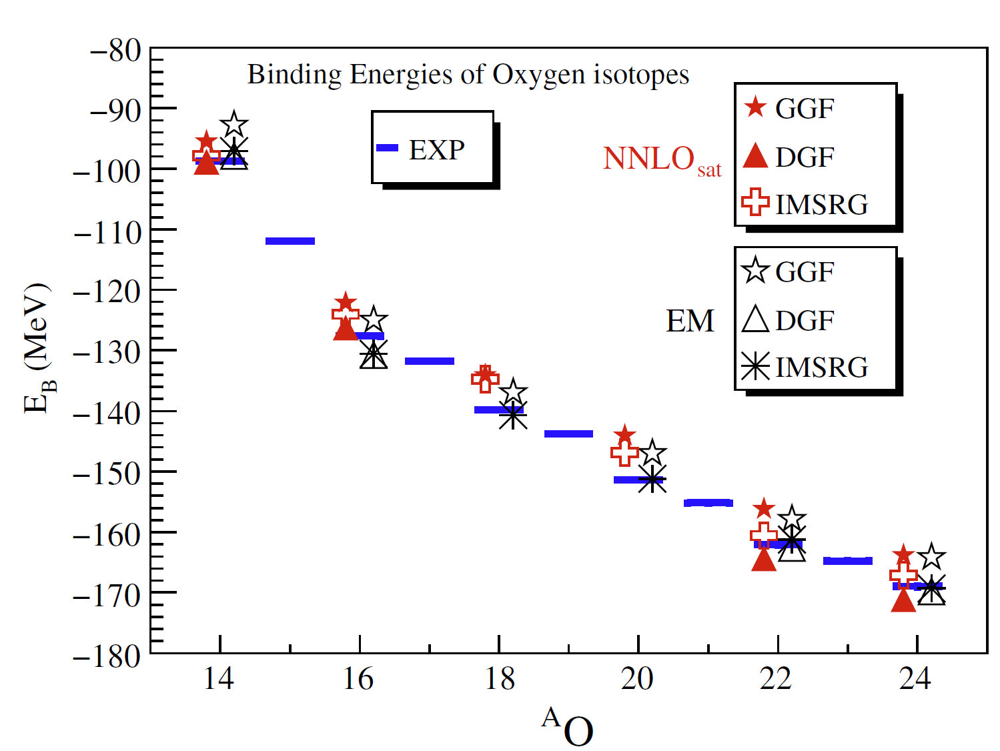 Binding Energies of Oxygen isotopes
EXP
NNLOsat
GGF
DGF
IMSRG
EM
GGF
DGF
IMSRG
EB (MeV)
−80
−90
−100
−110
−120
−130
−140
−150
−160
−170
−180
14 16 18 20 22 24
AO